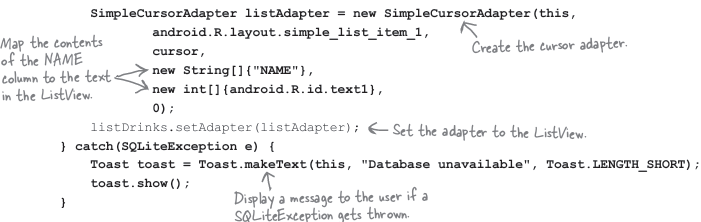 SimpleCursorAdapter listAdapter = new SimpleCursorAdapter(this,
android.R.layout.simple_list_item_1,
cursor,
new String[]{"NAME"},
new int[]{android.R.id.text1},
0);
Map the contents
of the NAME
column to the text
in the ListView.
Create the cursor adapter.
listDrinks.setAdapter(listAdapter);
Set the adapter to the ListView.
} catch(SQLiteException e) {
Toast toast = Toast.makeText(this, "Database unavailable", Toast.LENGTH_SHORT);
toast.show();
}
Display a message to the user if a
SQLiteException gets thrown.